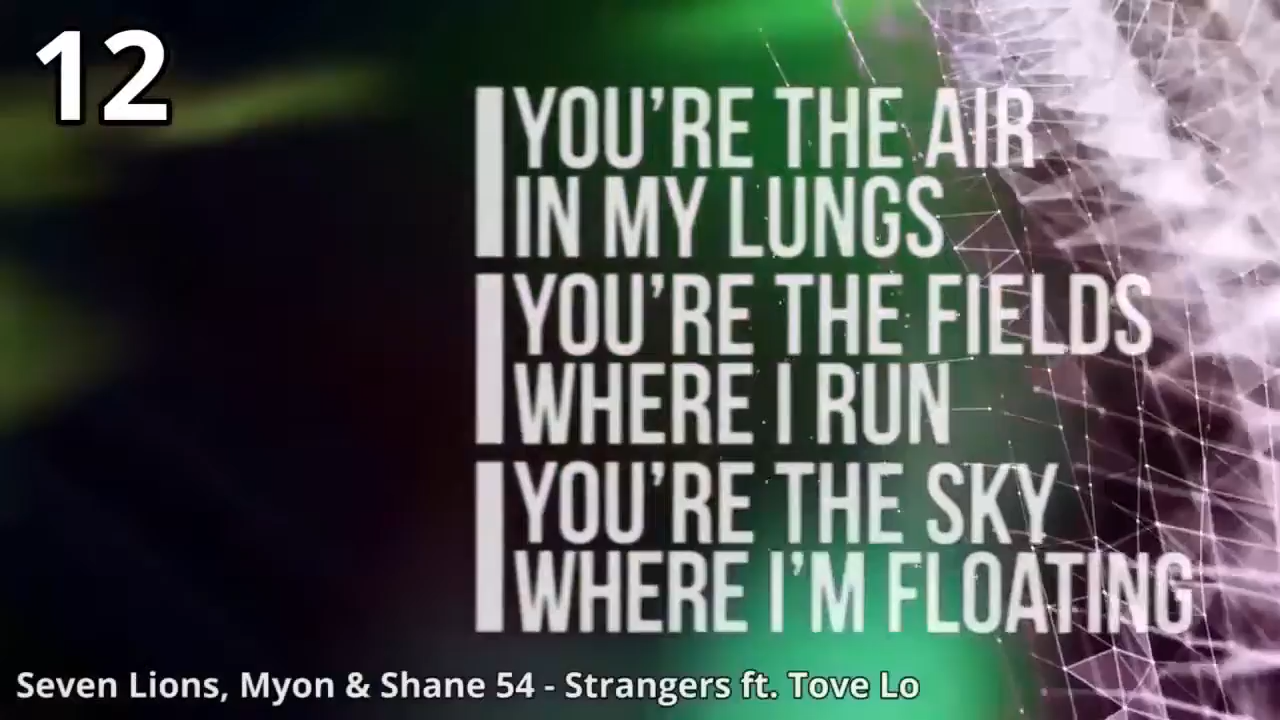 12
YOU'RE THE AIR
IN MY LUNGS
YOU'RE THE FIELDS
WHERE I RUN
YOU'RE THE SKY
WHERE I'M FLOATING
Seven Lions, Myon & Shane 54 - Strangers ft. Tove Lo